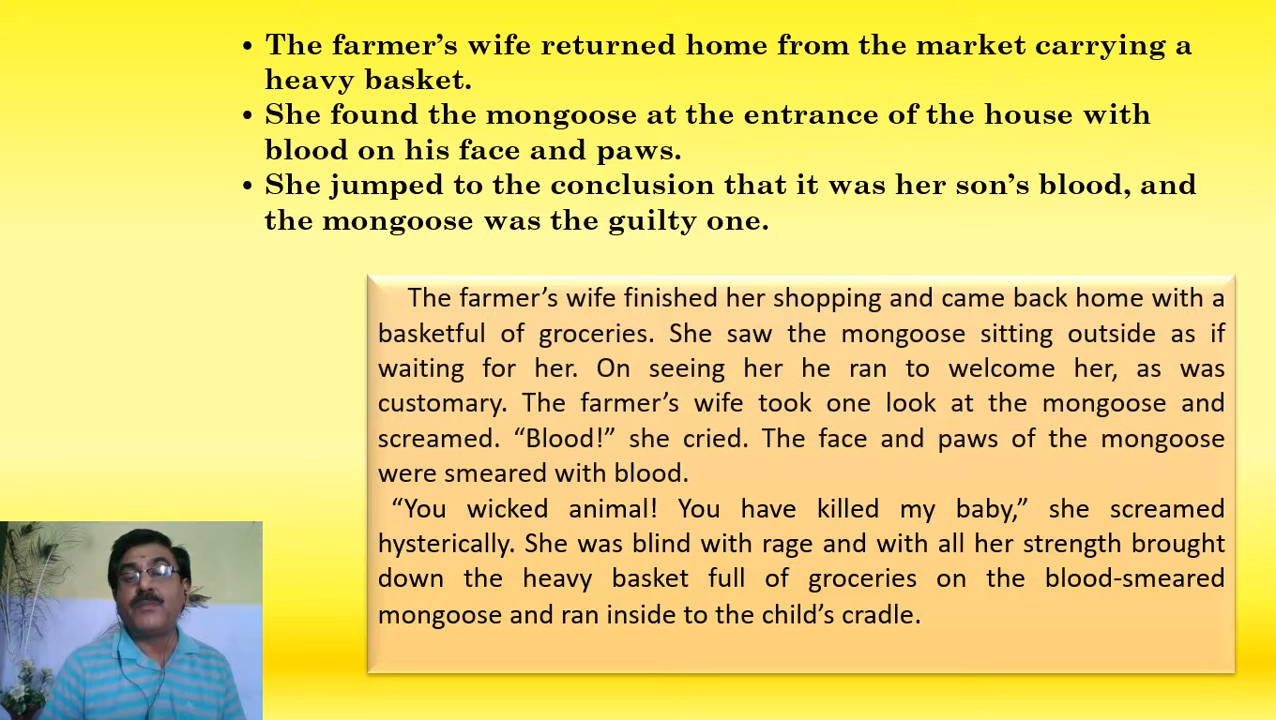 • The farmer’s wife returned home from the market carrying a
heavy basket.
• She found the mongoose at the entrance of the house with
blood on his face and paws.
• She jumped to the conclusion that it was her son’s blood, and
the mongoose was the guilty one.
The farmer’s wife finished her shopping and came back home with a
basketful of groceries. She saw the mongoose sitting outside as if
waiting for her. On seeing her he ran to welcome her, as was
customary. The farmer’s wife took one look at the mongoose and
screamed. “Blood!” she cried. The face and paws of the mongoose
were smeared with blood.
“You wicked animal! You have killed my baby,” she screamed
hysterically. She was blind with rage and with all her strength brought
down the heavy basket full of groceries on the blood-smeared
mongoose and ran inside to the child’s cradle.